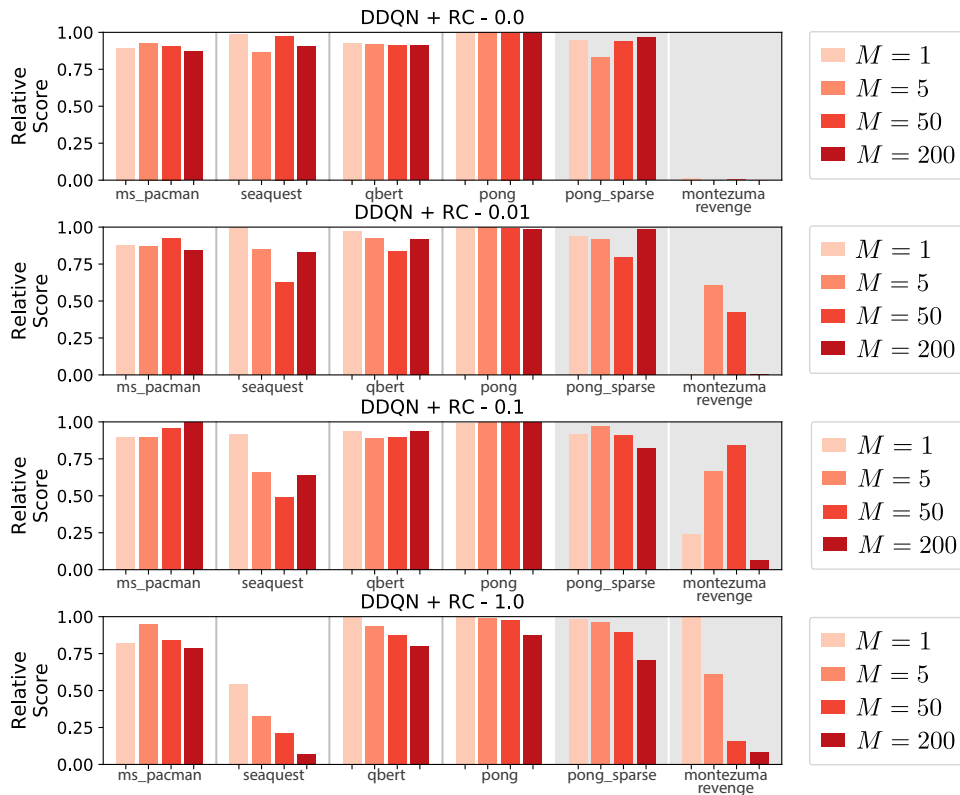 DDQN + RC - 0.0
Relative
Score
1.00
0.75
0.50
0.25
0.00
ms_pacman seaquest qbert pong pong_sparse montezuma
revenge
M = 1
M = 5
M = 50
M = 200
DDQN + RC - 0.01
Relative
Score
1.00
0.75
0.50
0.25
0.00
ms_pacman seaquest qbert pong pong_sparse montezuma
revenge
M = 1
M = 5
M = 50
M = 200
DDQN + RC - 0.1
Relative
Score
1.00
0.75
0.50
0.25
0.00
ms_pacman seaquest qbert pong pong_sparse montezuma
revenge
M = 1
M = 5
M = 50
M = 200
DDQN + RC - 1.0
Relative
Score
1.00
0.75
0.50
0.25
0.00
ms_pacman seaquest qbert pong pong_sparse montezuma
revenge
M = 1
M = 5
M = 50
M = 200